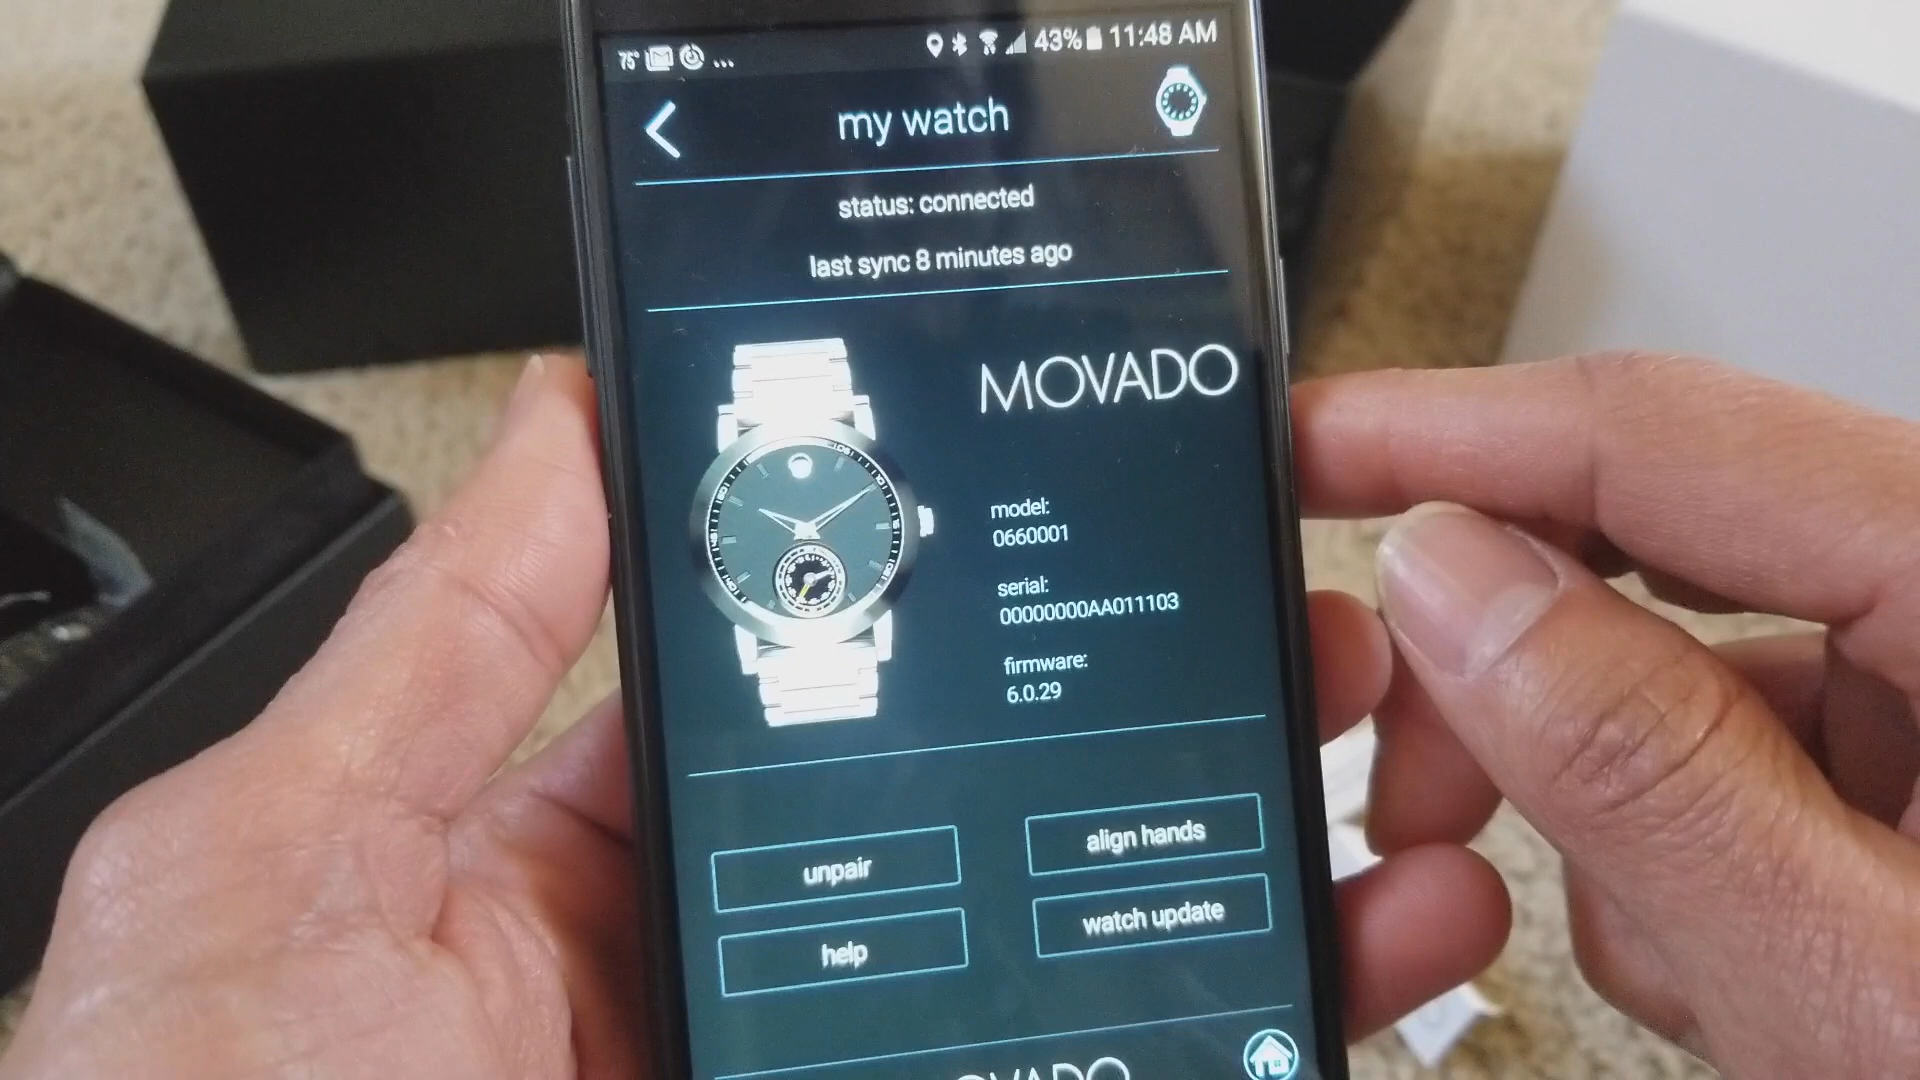 75° ... 43% 11:48 AM
my watch
status: connected
last sync 8 minutes ago
MOVADO
model:
0660001
serial:
00000000AA011103
firmware:
6.0.29
unpair
align hands
help
watch update